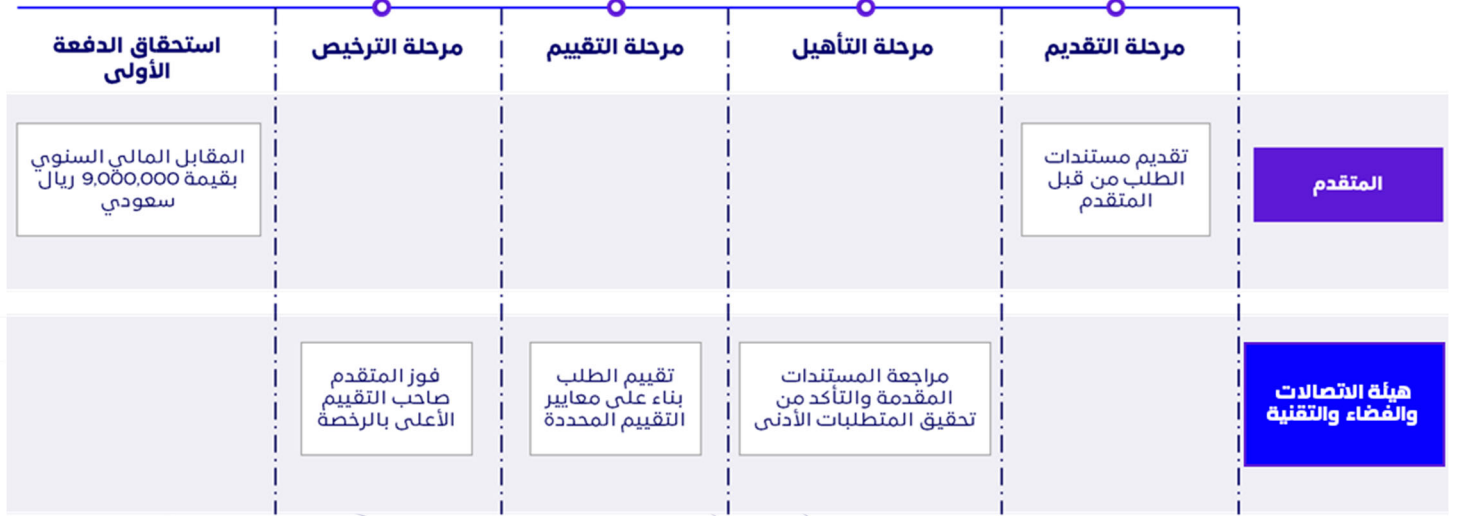 مرحلة التقديم
مرحلة التأهيل
مرحلة التقييم
مرحلة الترخيص
استحقاق الدفعة
الأولى
المتقدم
تقديم مستندات
الطلب من قبل
المتقدم
المقابل المالي السنوي
بقيمة 9,000,000 ريال
سعودي
هيئة الاتصالات
والفضاء والتقنية
مراجعة المستندات
المقدمة والتأكد من
تحقيق المتطلبات الأدنى
تقييم الطلب
بناء على معايير
التقييم المحددة
فوز المتقدم
صاحب التقييم
الأعلى بالرخصة